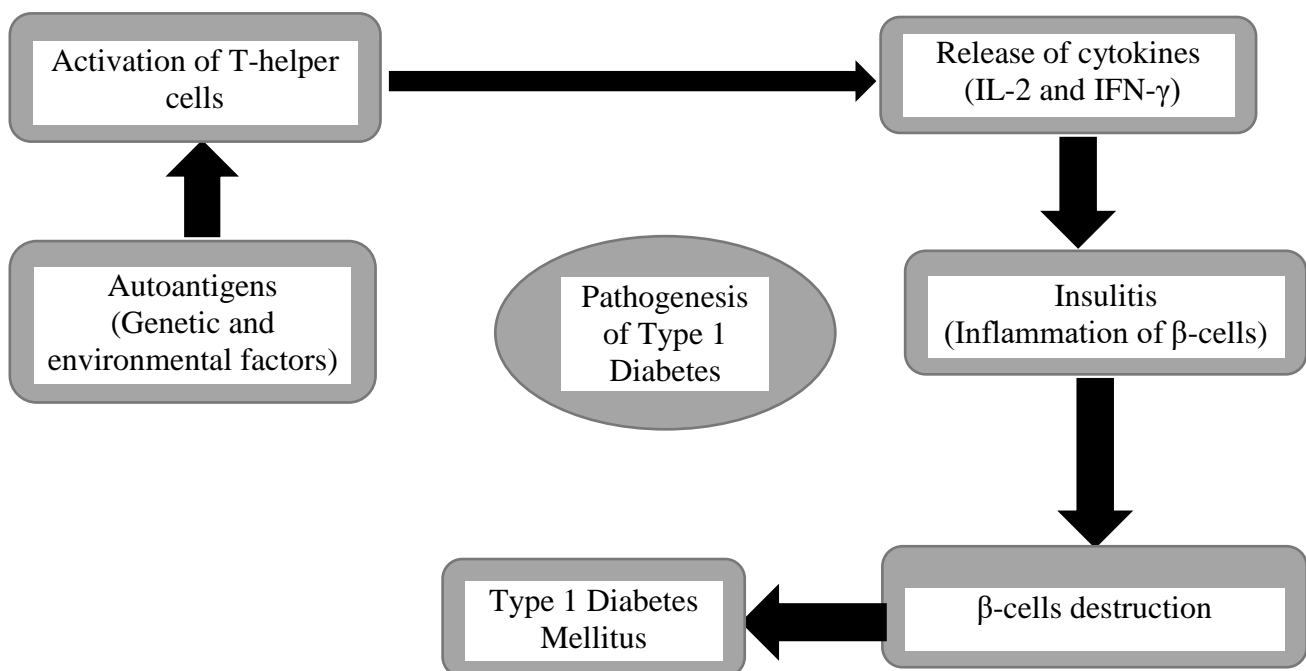 Activation of T-helper
cells
Release of cytokines
(IL-2 and IFN-γ)
Autoantigens
(Genetic and
environmental factors)
Pathogenesis
of Type 1
Diabetes
Insulitis
(Inflammation of β-cells)
Type 1 Diabetes
Mellitus
β-cells destruction